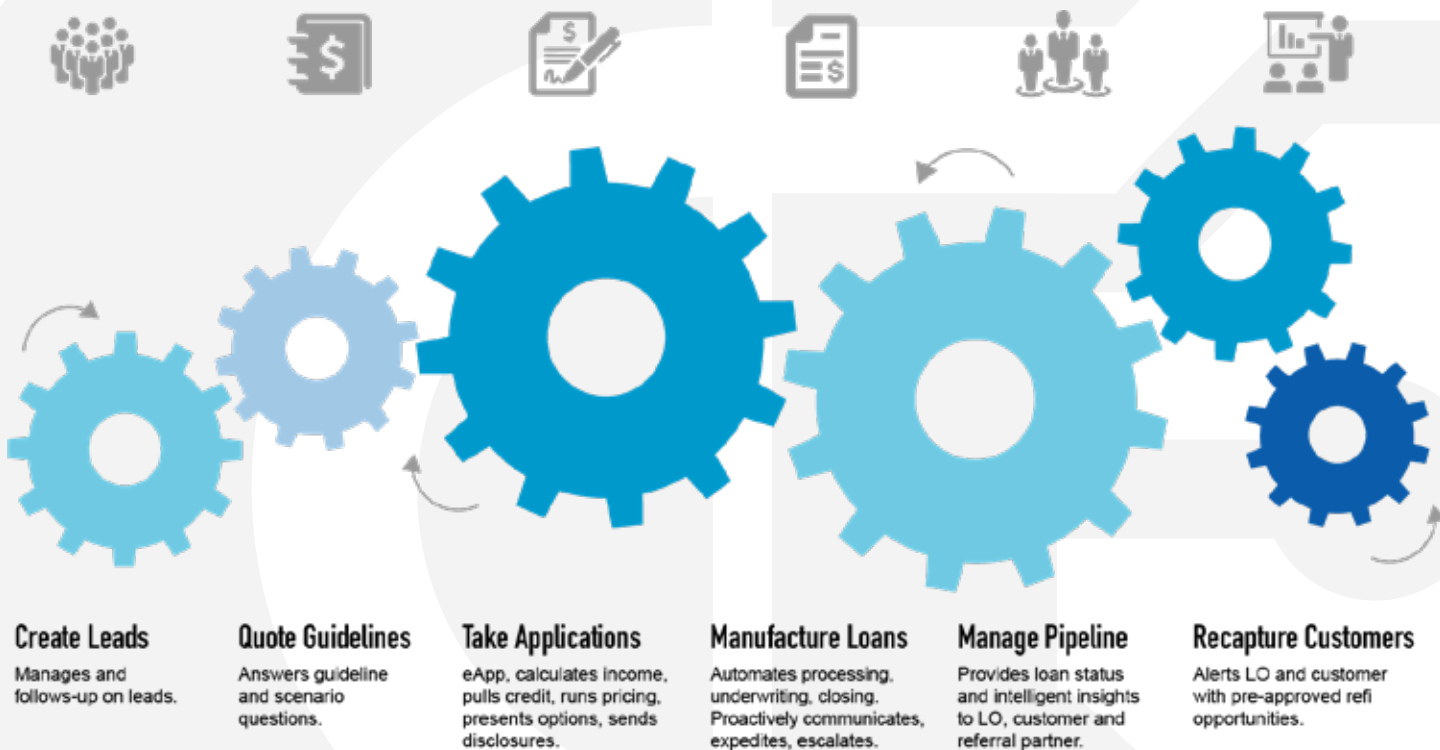 Create Leads
Manages and
follows-up on leads.
Quote Guidelines
Answers guideline
and scenario
questions.
Take Applications
eApp, calculates income,
pulls credit, runs pricing,
presents options, sends
disclosures.
Manufacture Loans
Automates processing,
underwriting, closing.
Proactively communicates,
expedites, escalates.
Manage Pipeline
Provides loan status
and intelligent insights
to LO, customer and
referral partner.
Recapture Customers
Alerts LO and customer
with pre-approved refi
opportunities.